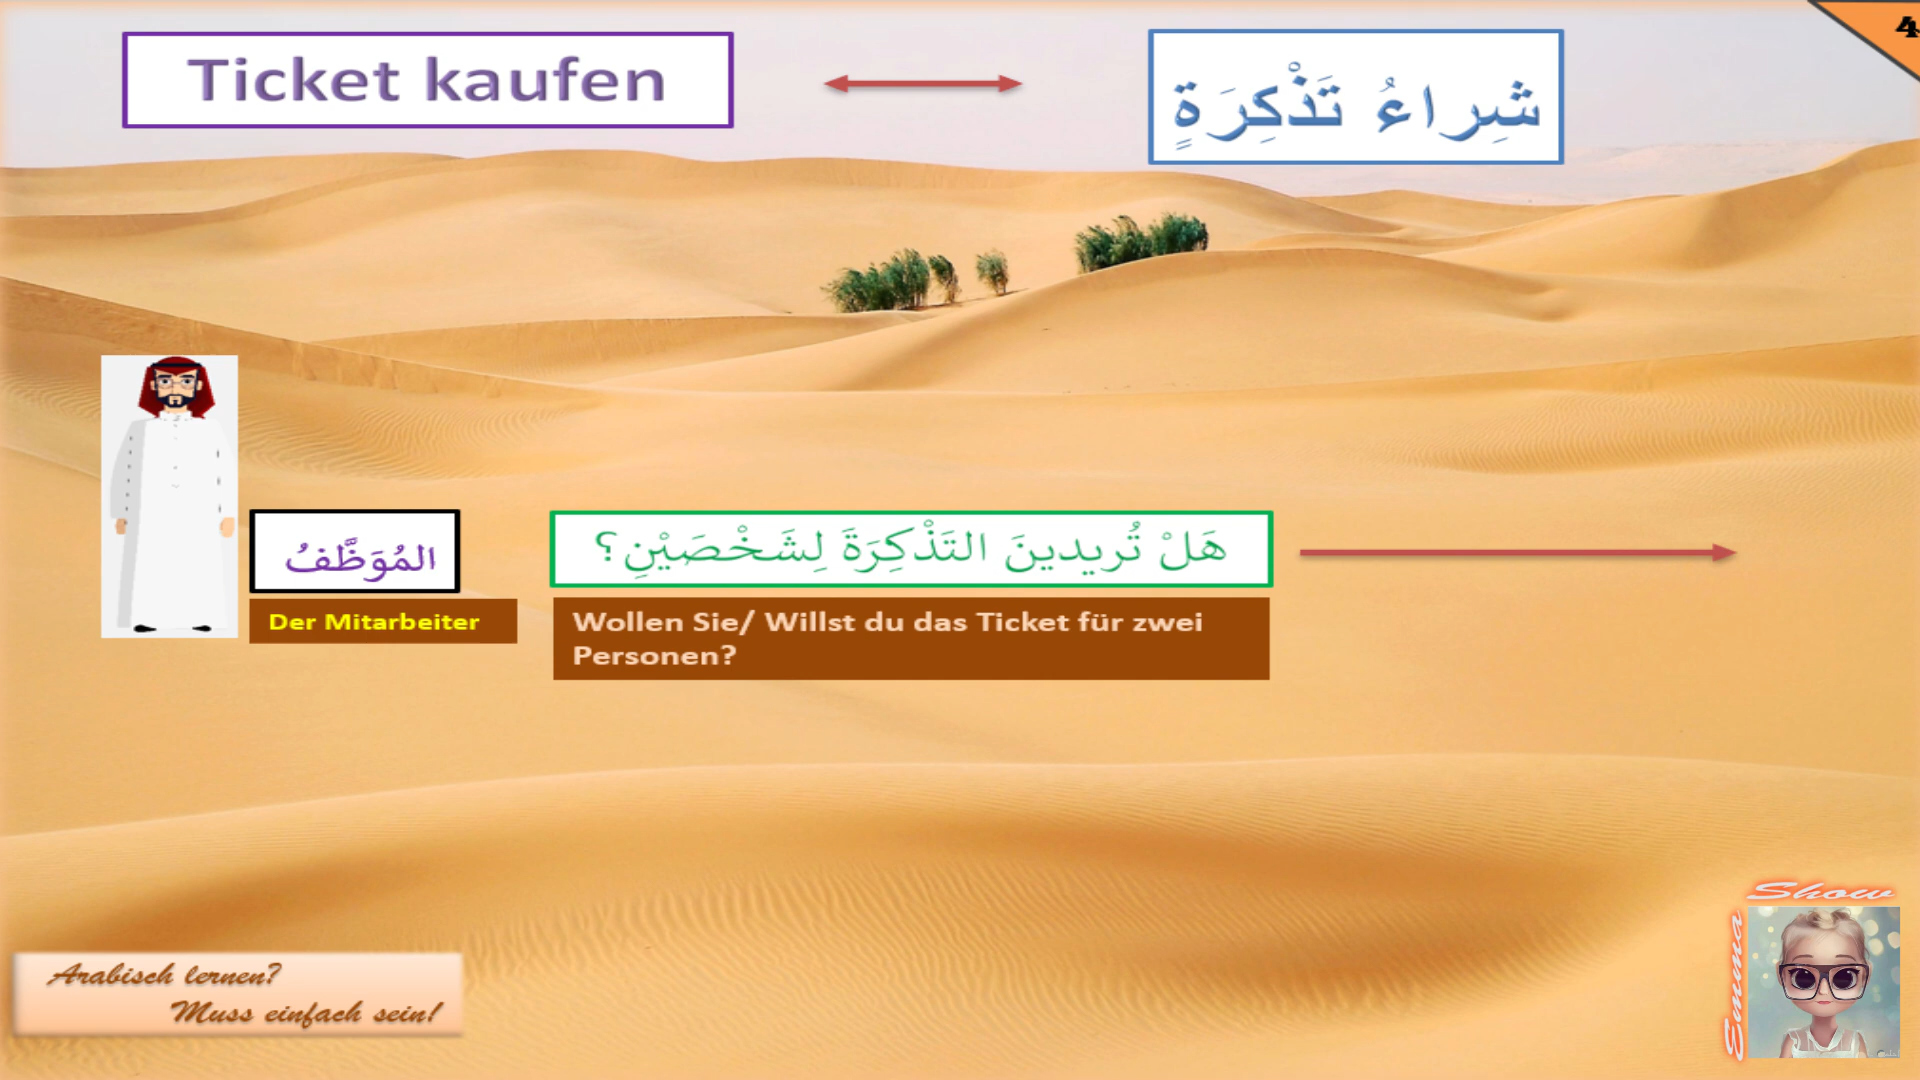 Ticket kaufen
شِراءُ تَذْكِرَةٍ
4
المُوَظَّفُ
Der Mitarbeiter
هَلْ تُريدينَ التَذْكِرَةَ لِشَخْصَيْنِ؟
Wollen Sie/ Willst du das Ticket für zwei
Personen?
Arabisch lernen?
Muss einfach sein!
Emma
Show